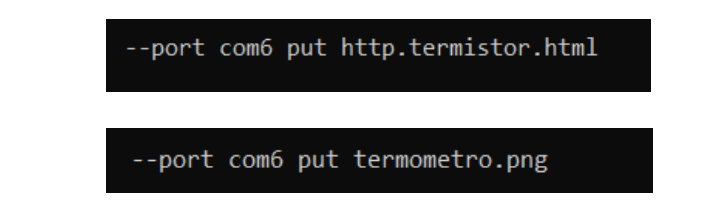 --port com6 put http.termistor.html
--port com6 put termometro.png